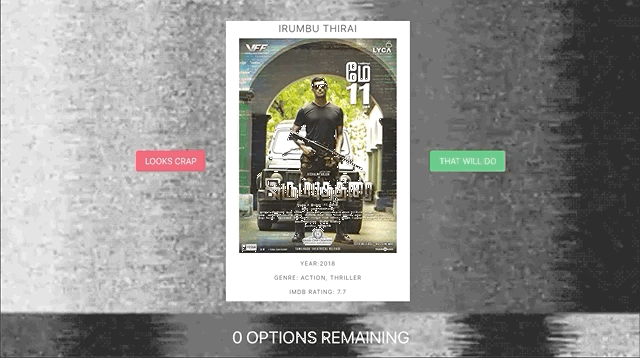 IRUMBU THIRAI
VFF
LYCA
மே
11
LOOKS CRAP
THAT WILL DO
YEAR:2018
GENRE: ACTION, THRILLER
IMDB RATING: 7.7
0 OPTIONS REMAINING